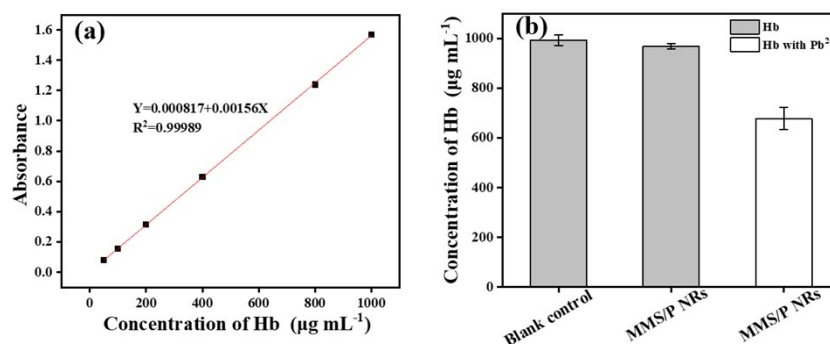 (a)
1.6
1.4
1.2
1.0
0.8
0.6
0.4
0.2
0.0
Absorbance
Y=0.000817+0.00156X
R²=0.99989
0 200 400 600 800 1000
Concentration of Hb (μg mL⁻¹)
(b)
Hb
Hb with Pb²
1000
800
600
400
200
0
Concentration of Hb (μg mL⁻¹)
Blank control MMS/P NRs MMS/P NRs